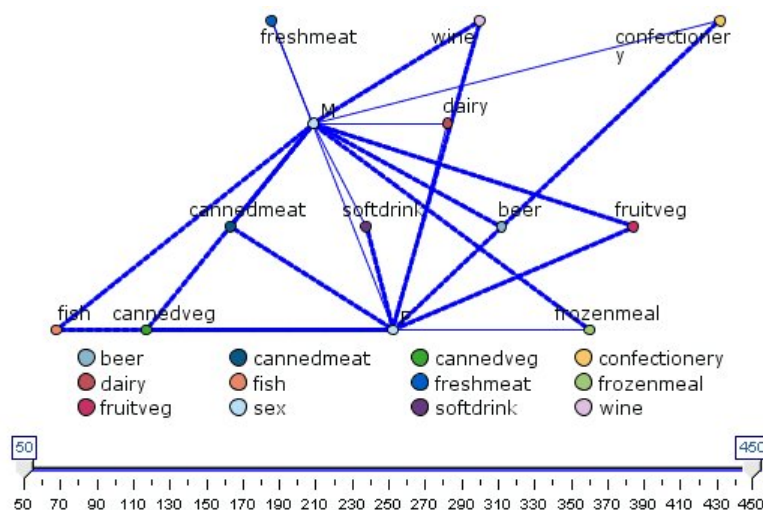 freshmeat wine confectioner
y
M dairy
cannedmeat softdrink beer fruitveg
fish cannedveg F frozenmeal
beer cannedmeat cannedveg confectionery
dairy fish freshmeat frozenmeal
fruitveg sex softdrink wine
50 450
50 70 90 110 130 150 170 190 210 230 250 270 290 310 330 350 370 390 410 430 450